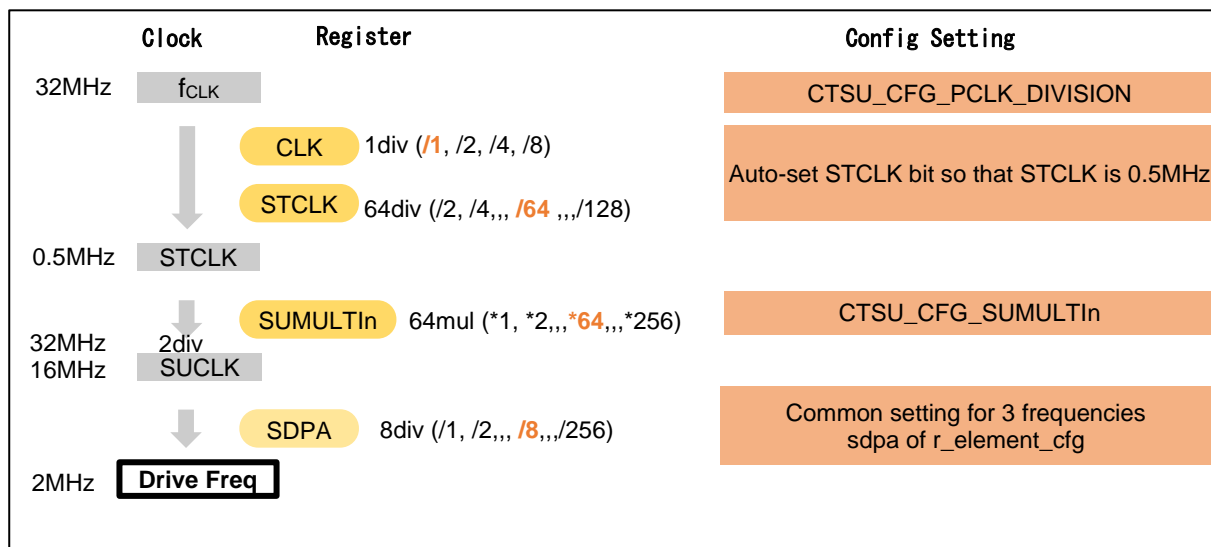 Clock Register Config Setting
32MHz fCLK CTSU_CFG_PCLK_DIVISION
CLK 1div (/1, /2, /4, /8)
Auto-set STCLK bit so that STCLK is 0.5MHz
STCLK 64div (/2, /4,,, /64 ,,,/128)
0.5MHz STCLK
SUMULTIn 64mul (*1, *2,,,*64,,,*256) CTSU_CFG_SUMULTIn
32MHz 2div
16MHz SUCLK
Common setting for 3 frequencies
SDPA 8div (/1, /2,,, /8,,,/256)
sdpa of r_element_cfg
2MHz Drive Freq